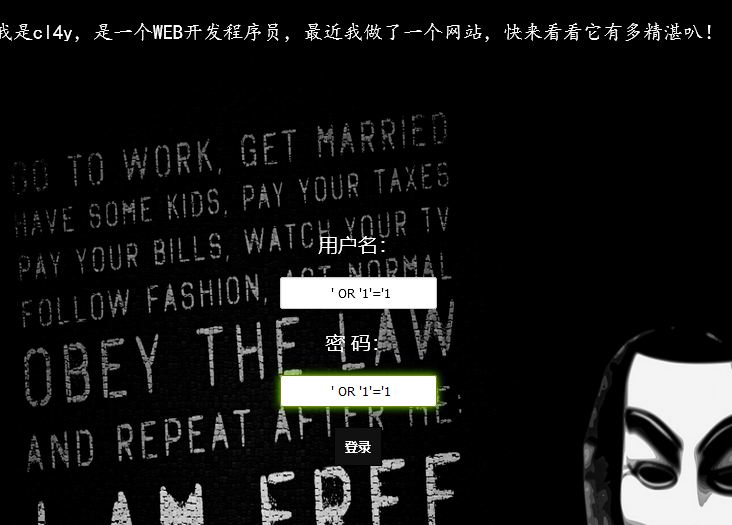 我是cl4y，是一个WEB开发程序员，最近我做了一个网站，快来看看它有多精湛叭！
GO TO WORK, GET MARRIED
HAVE SOME KIDS, PAY YOUR TAXES
PAY YOUR BILLS, WATCH YOUR TV
FOLLOW FASHION, ACT NORMAL
OBEY THE LAW
AND REPEAT AFTER ME:
I AM FREE
用户名：
' OR '1'='1
密 码：
' OR '1'='1
登录